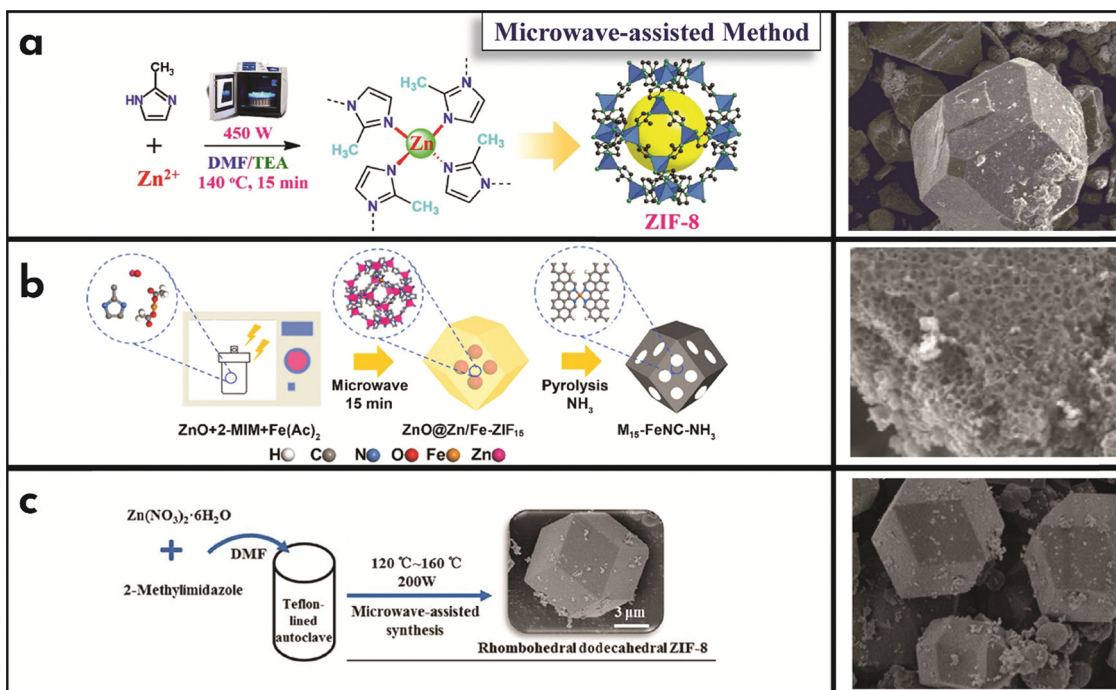 a
Microwave-assisted Method
CH₃
HN
N
+
Zn²⁺
450 W
DMF/TEA
140 °C, 15 min
N
N
H₃C
CH₃
N
N
Zn
N
N
H₃C
CH₃
N
N
ZIF-8
b
Microwave
15 min
Pyrolysis
NH₃
ZnO+2-MIM+Fe(Ac)₂
ZnO@Zn/Fe-ZIF₁₅
M₁₅-FeNC-NH₃
H C N O Fe Zn
c
Zn(NO₃)₂·6H₂O
+
DMF
2-Methylimidazole
Teflon-
lined
autoclave
120 ℃~160 ℃
200W
Microwave-assisted
synthesis
3 μm
Rhombohedral dodecahedral ZIF-8